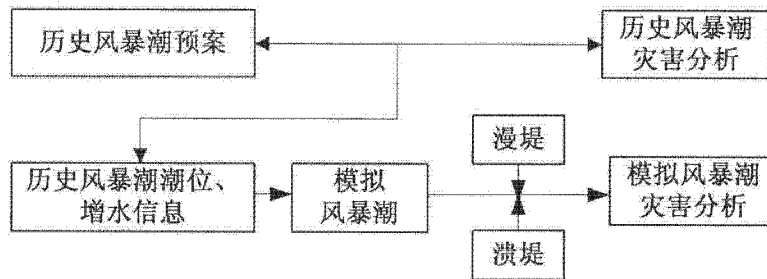 历史风暴潮预案
历史风暴潮
灾害分析
漫堤
历史风暴潮潮位、
增水信息
模拟
风暴潮
模拟风暴潮
灾害分析
溃堤